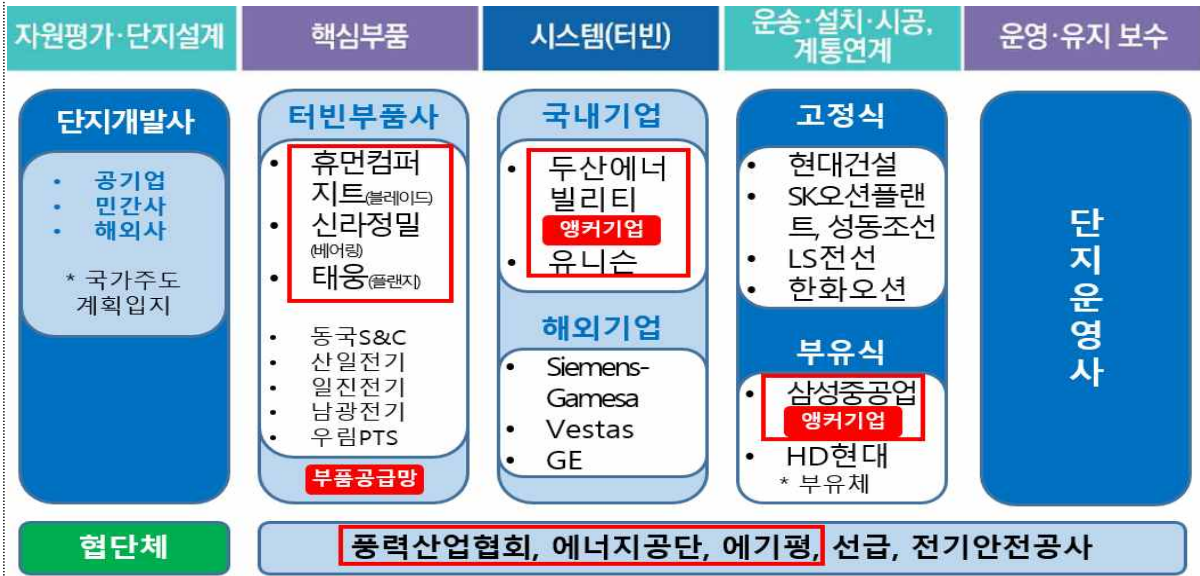 자원평가·단지설계
핵심부품
시스템(터빈)
운송·설치·시공,
계통연계
운영·유지 보수
단지개발사
• 공기업
• 민간사
• 해외사
* 국가주도
계획입지
터빈부품사
• 휴먼컴퍼
지트(블레이드)
• 신라정밀
(베어링)
• 태웅(플랜지)
• 동국S&C
• 산일전기
• 일진전기
• 남광전기
• 우림PTS
부품공급망
국내기업
• 두산에너
빌리티
앵커기업
• 유니슨
해외기업
• Siemens-
Gamesa
• Vestas
• GE
고정식
• 현대건설
• SK오션플랜
트, 성동조선
• LS전선
• 한화오션
부유식
• 삼성중공업
앵커기업
• HD현대
* 부유체
단
지
운
영
사
협단체
풍력산업협회, 에너지공단, 에기평, 선급, 전기안전공사